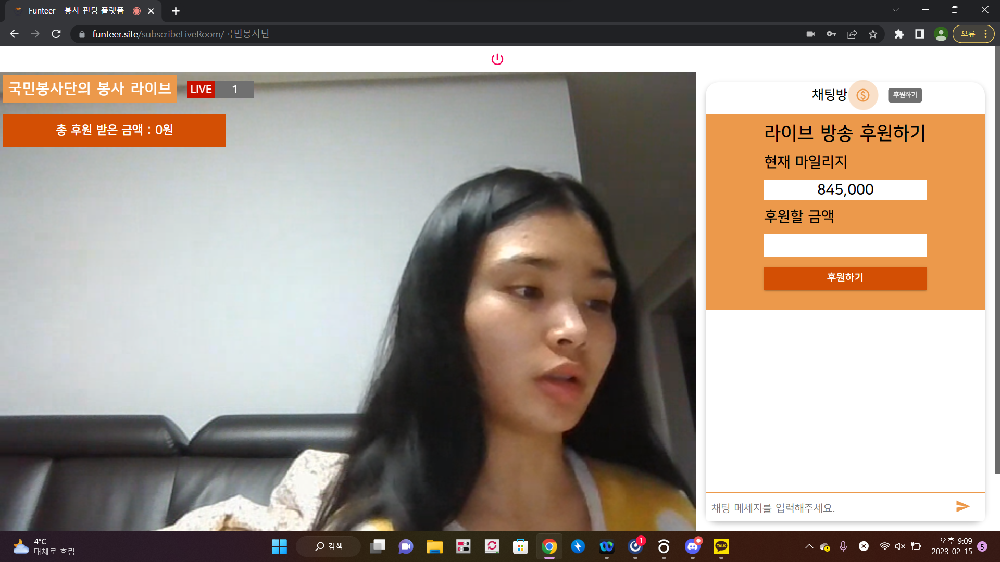 Funteer - 봉사 펀딩 플랫폼
funteer.site/subscribeLiveRoom/국민봉사단
오류
국민봉사단의 봉사 라이브
LIVE 1
총 후원 받은 금액 : 0원
채팅방
후원하기
라이브 방송 후원하기
현재 마일리지
845,000
후원할 금액
후원하기
채팅 메세지를 입력해주세요.
4°C
대체로 흐림
검색
1
TALK
오후 9:09
2023-02-15
5